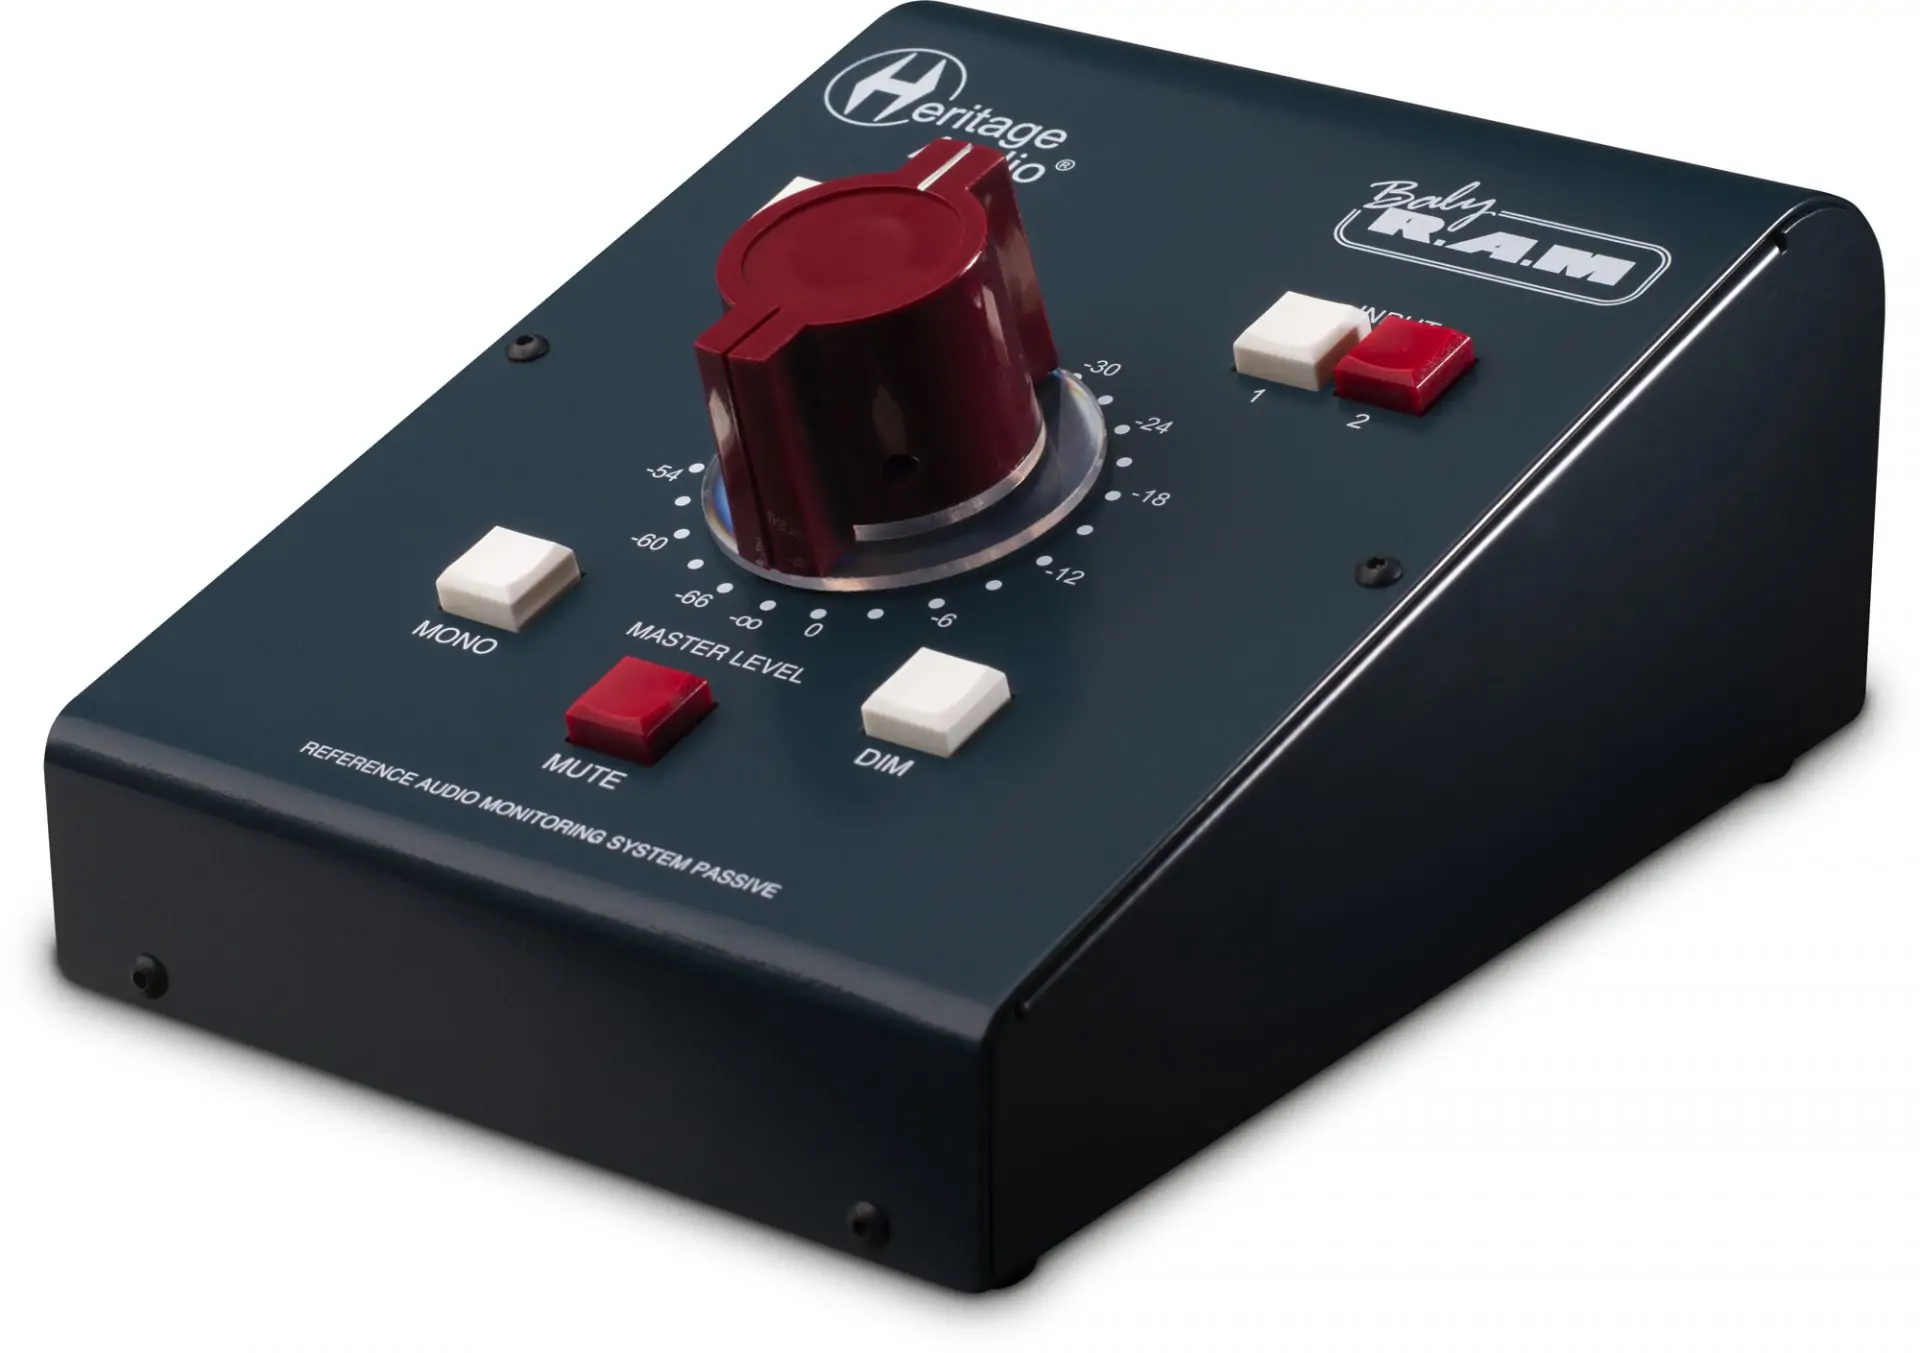 Heritage
Baby
R.A.M
INPUT
1
2
-30
-24
-18
-12
-6
0
-∞
-66
-60
-54
MASTER LEVEL
MONO
MUTE
DIM
REFERENCE AUDIO MONITORING SYSTEM PASSIVE